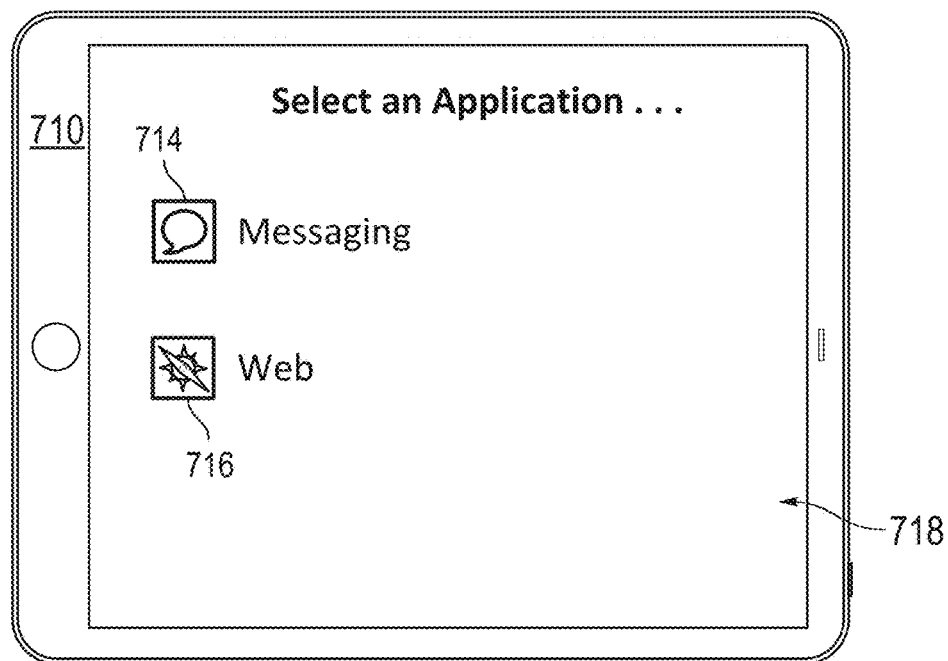 Select an Application . . .
710
714
Messaging
Web
716
718